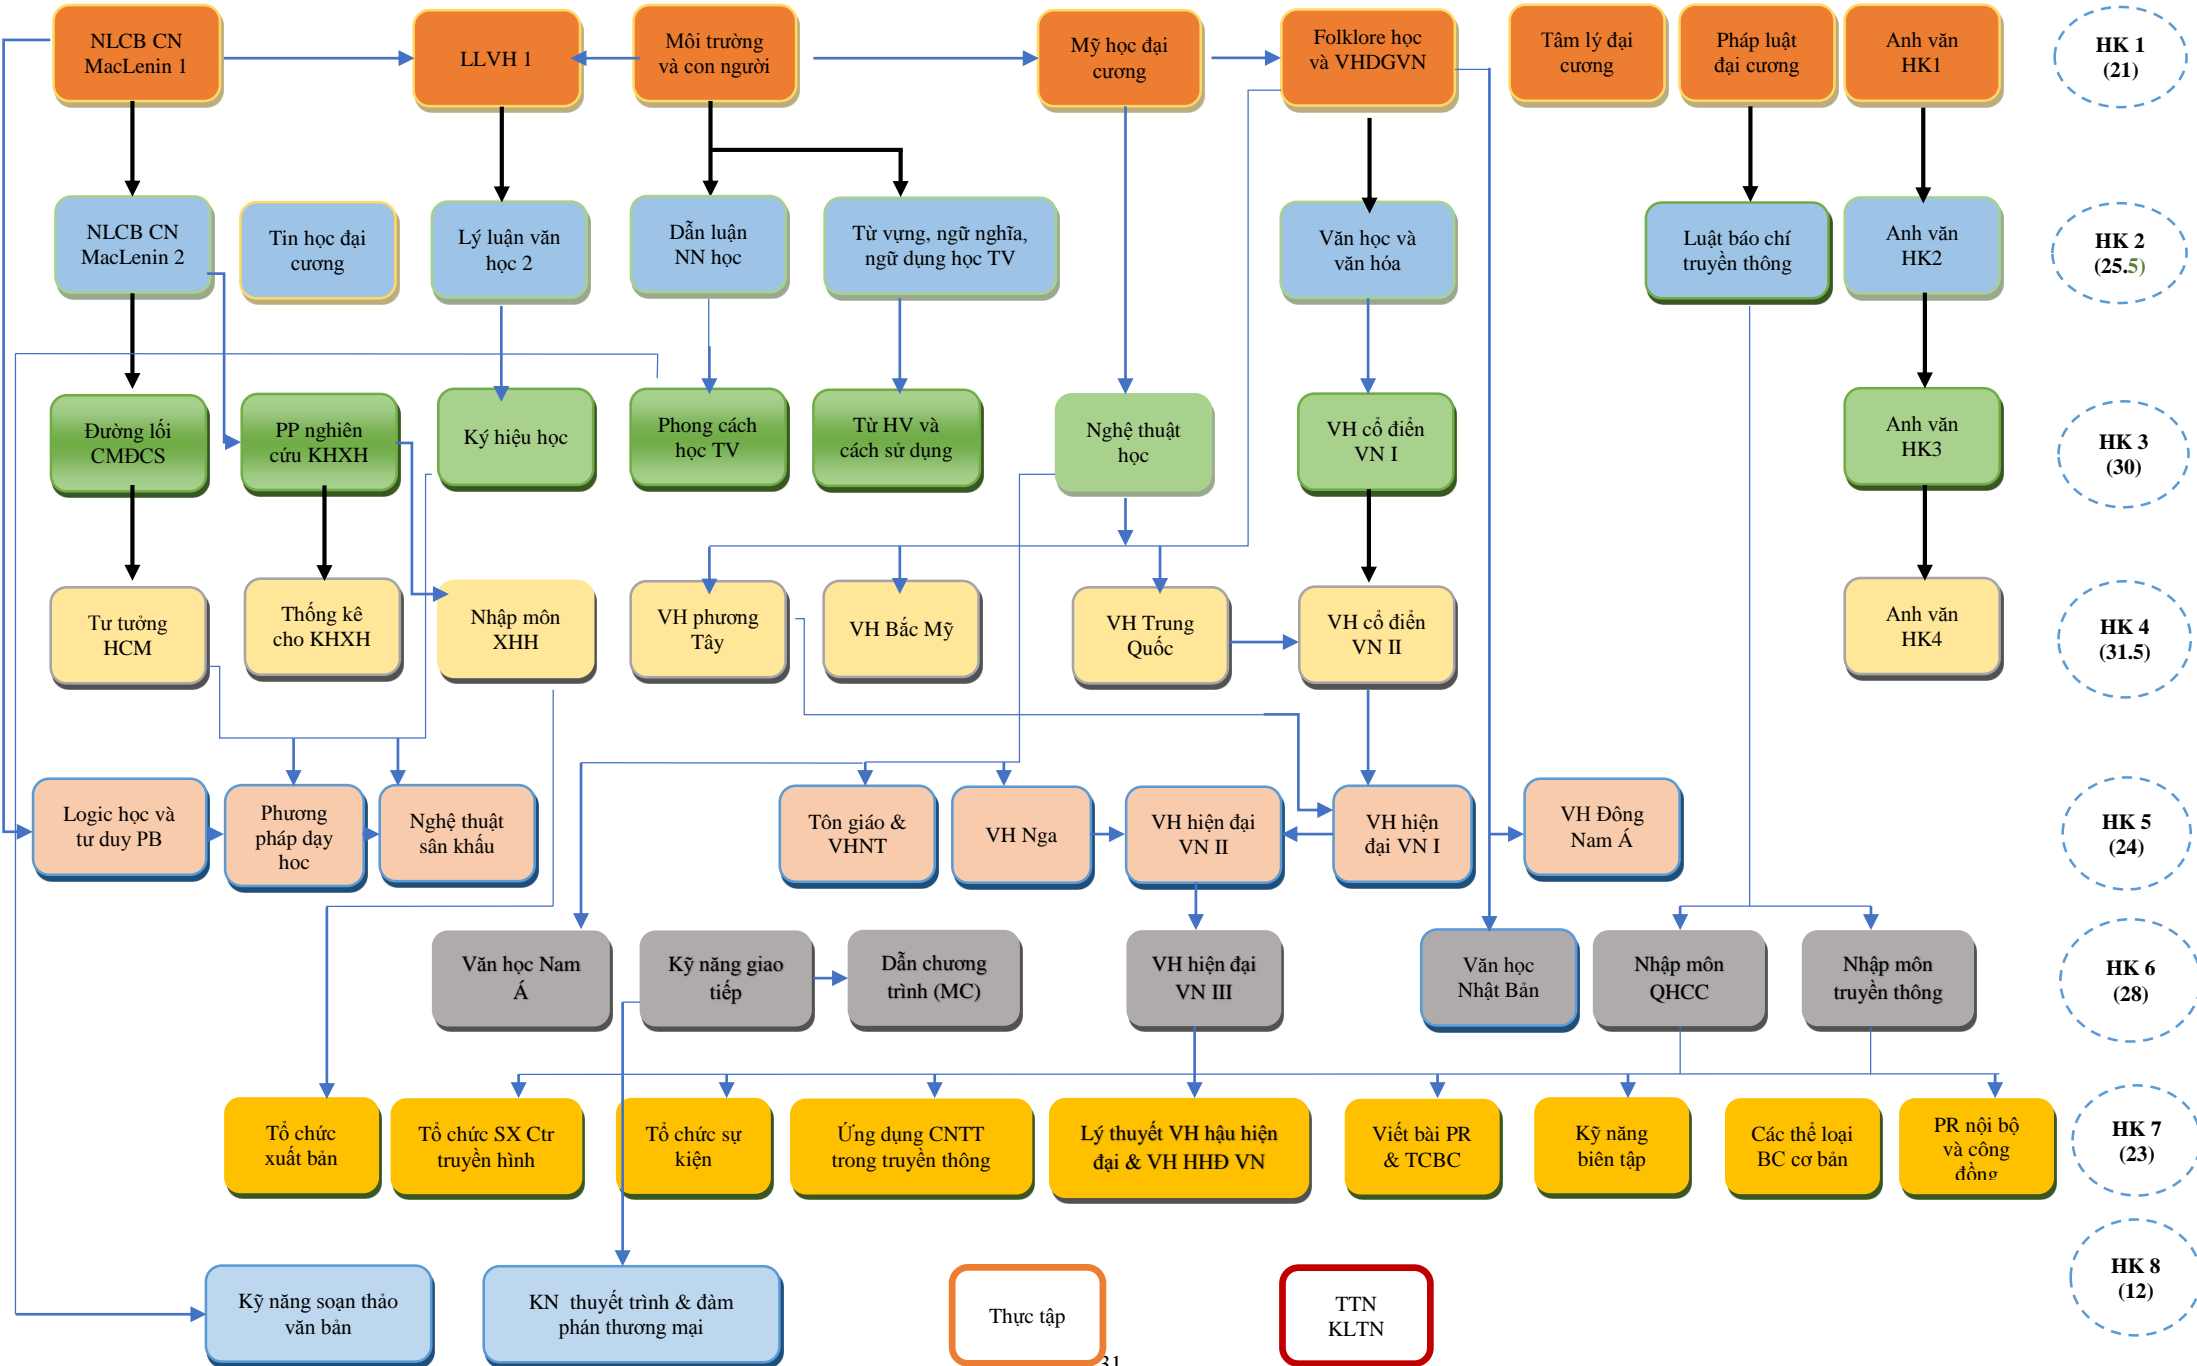 NLCB CN
MacLenin 1
LLVH 1
Môi trường
và con người
Mỹ học đại
cương
Folklore học
và VHDGVN
Tâm lý đại
cương
Pháp luật
đại cương
Anh văn
HK1
HK 1
(21)
NLCB CN
MacLenin 2
Tin học đại
cương
Lý luận văn
học 2
Dẫn luận
NN học
Từ vựng, ngữ nghĩa,
ngữ dụng học TV
Văn học và
văn hóa
Luật báo chí
truyền thông
Anh văn
HK2
HK 2
(25.5)
Đường lối
CMĐCS
PP nghiên
cứu KHXH
Ký hiệu học
Phong cách
học TV
Từ HV và
cách sử dụng
Nghệ thuật
học
VH cổ điển
VN I
Anh văn
HK3
HK 3
(30)
Tư tưởng
HCM
Thống kê
cho KHXH
Nhập môn
XHH
VH phương
Tây
VH Bắc Mỹ
VH Trung
Quốc
VH cổ điển
VN II
Anh văn
HK4
HK 4
(31.5)
Logic học và
tư duy PB
Phương
pháp dạy
học
Nghệ thuật
sân khấu
Tôn giáo &
VHNT
VH Nga
VH hiện đại
VN II
VH hiện
đại VN I
VH Đông
Nam Á
HK 5
(24)
Văn học Nam
Á
Kỹ năng giao
tiếp
Dẫn chương
trình (MC)
VH hiện đại
VN III
Văn học
Nhật Bản
Nhập môn
QHCC
Nhập môn
truyền thông
HK 6
(28)
Tổ chức
xuất bản
Tổ chức SX Ctr
truyền hình
Tổ chức sự
kiện
Ứng dụng CNTT
trong truyền thông
Lý thuyết VH hậu hiện
đại & VH HHĐ VN
Viết bài PR
& TCBC
Kỹ năng
biên tập
Các thể loại
BC cơ bản
PR nội bộ
và công
đồng
HK 7
(23)
Kỹ năng soạn thảo
văn bản
KN thuyết trình & đàm
phán thương mại
Thực tập
TTN
KLTN
HK 8
(12)
31